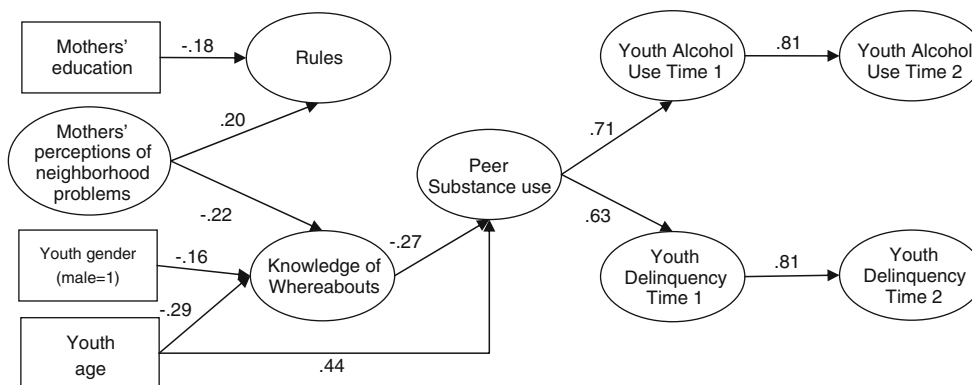 Mothers'
education
-.18
Rules
Mothers'
perceptions of
neighborhood
problems
.20
-.22
Youth gender
(male=1)
-.16
Knowledge of
Whereabouts
-.29
Youth
age
.44
-.27
Peer
Substance use
.71
.63
Youth Alcohol
Use Time 1
.81
Youth Alcohol
Use Time 2
Youth
Delinquency
Time 1
.81
Youth
Delinquency
Time 2